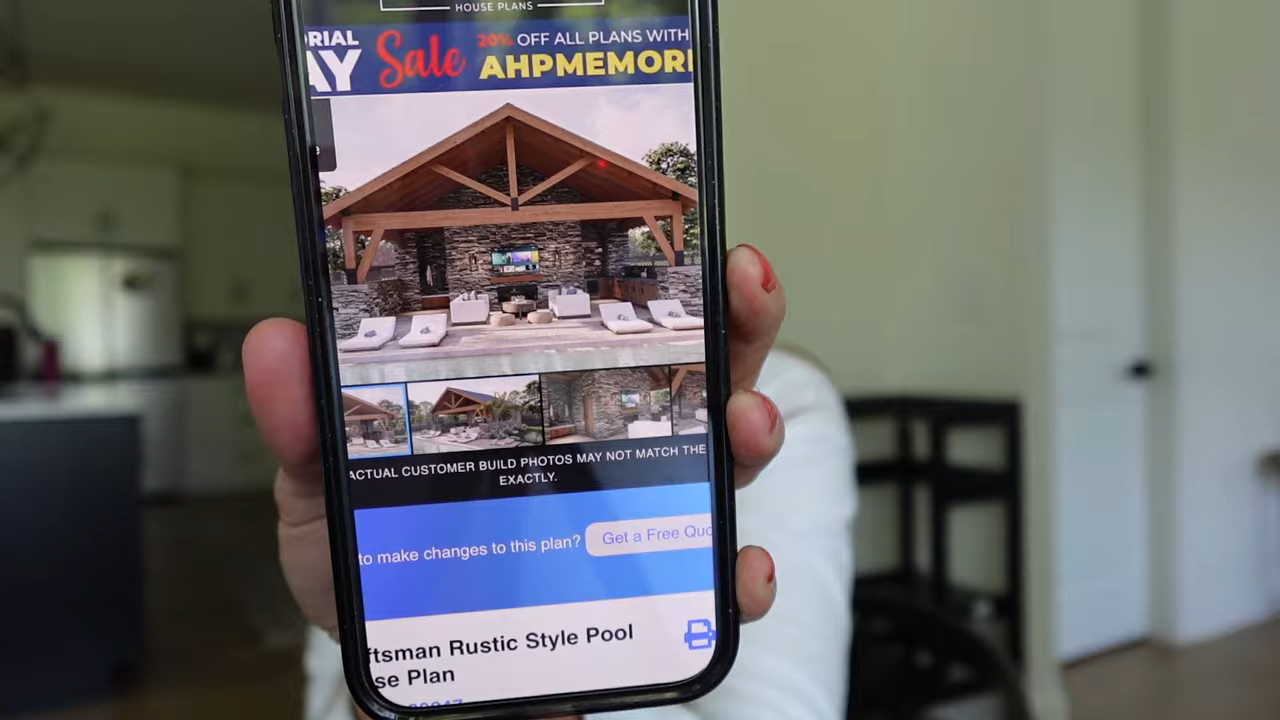 HOUSE PLANS
RIAL
AY
Sale
20% OFF ALL PLANS WITH
AHPMEMORI
ACTUAL CUSTOMER BUILD PHOTOS MAY NOT MATCH THE
EXACTLY.
to make changes to this plan?
Get a Free Quo
ftsman Rustic Style Pool
se Plan